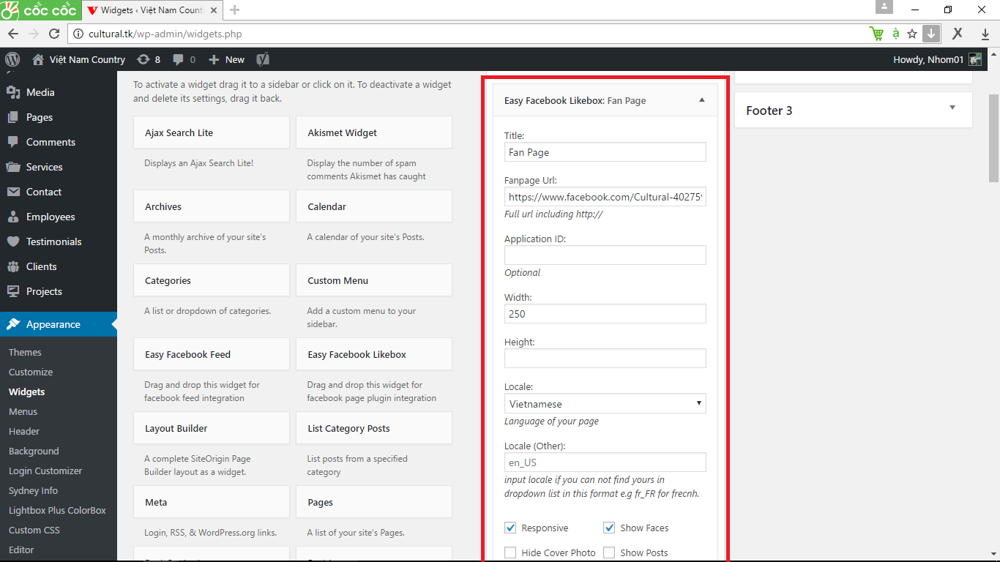 cốc cốc
Widgets ‹ Việt Nam Count
cultural.tk/wp-admin/widgets.php
Việt Nam Country 8 0 New
Howdy, Nhom01
Media
Pages
Comments
Services
Contact
Employees
Testimonials
Clients
Projects
Appearance
Themes
Customize
Widgets
Menus
Header
Background
Login Customizer
Sydney Info
Lightbox Plus ColorBox
Custom CSS
Editor
To activate a widget drag it to a sidebar or click on it. To deactivate a widget
and delete its settings, drag it back.
Ajax Search Lite
Displays an Ajax Search Lite!
Akismet Widget
Display the number of spam
comments Akismet has caught
Archives
A monthly archive of your site's
Posts.
Calendar
A calendar of your site's Posts.
Categories
A list or dropdown of categories.
Custom Menu
Add a custom menu to your
sidebar.
Easy Facebook Feed
Drag and drop this widget for
facebook feed integration
Easy Facebook Likebox
Drag and drop this widget for
facebook page plugin integration
Layout Builder
A complete SiteOrigin Page
Builder layout as a widget.
List Category Posts
List posts from a specified
category
Meta
Login, RSS, & WordPress.org links.
Pages
A list of your site's Pages.
Easy Facebook Likebox: Fan Page
Title:
Fan Page
Fanpage Url:
https://www.facebook.com/Cultural-402759
Full url including http://
Application ID:
Optional
Width:
250
Height:
Locale:
Vietnamese
Language of your page
Locale (Other):
en_US
input locale if you can not find yours in
dropdown list in this format e.g fr_FR for frecnh.
Responsive Show Faces
Hide Cover Photo Show Posts
Footer 3